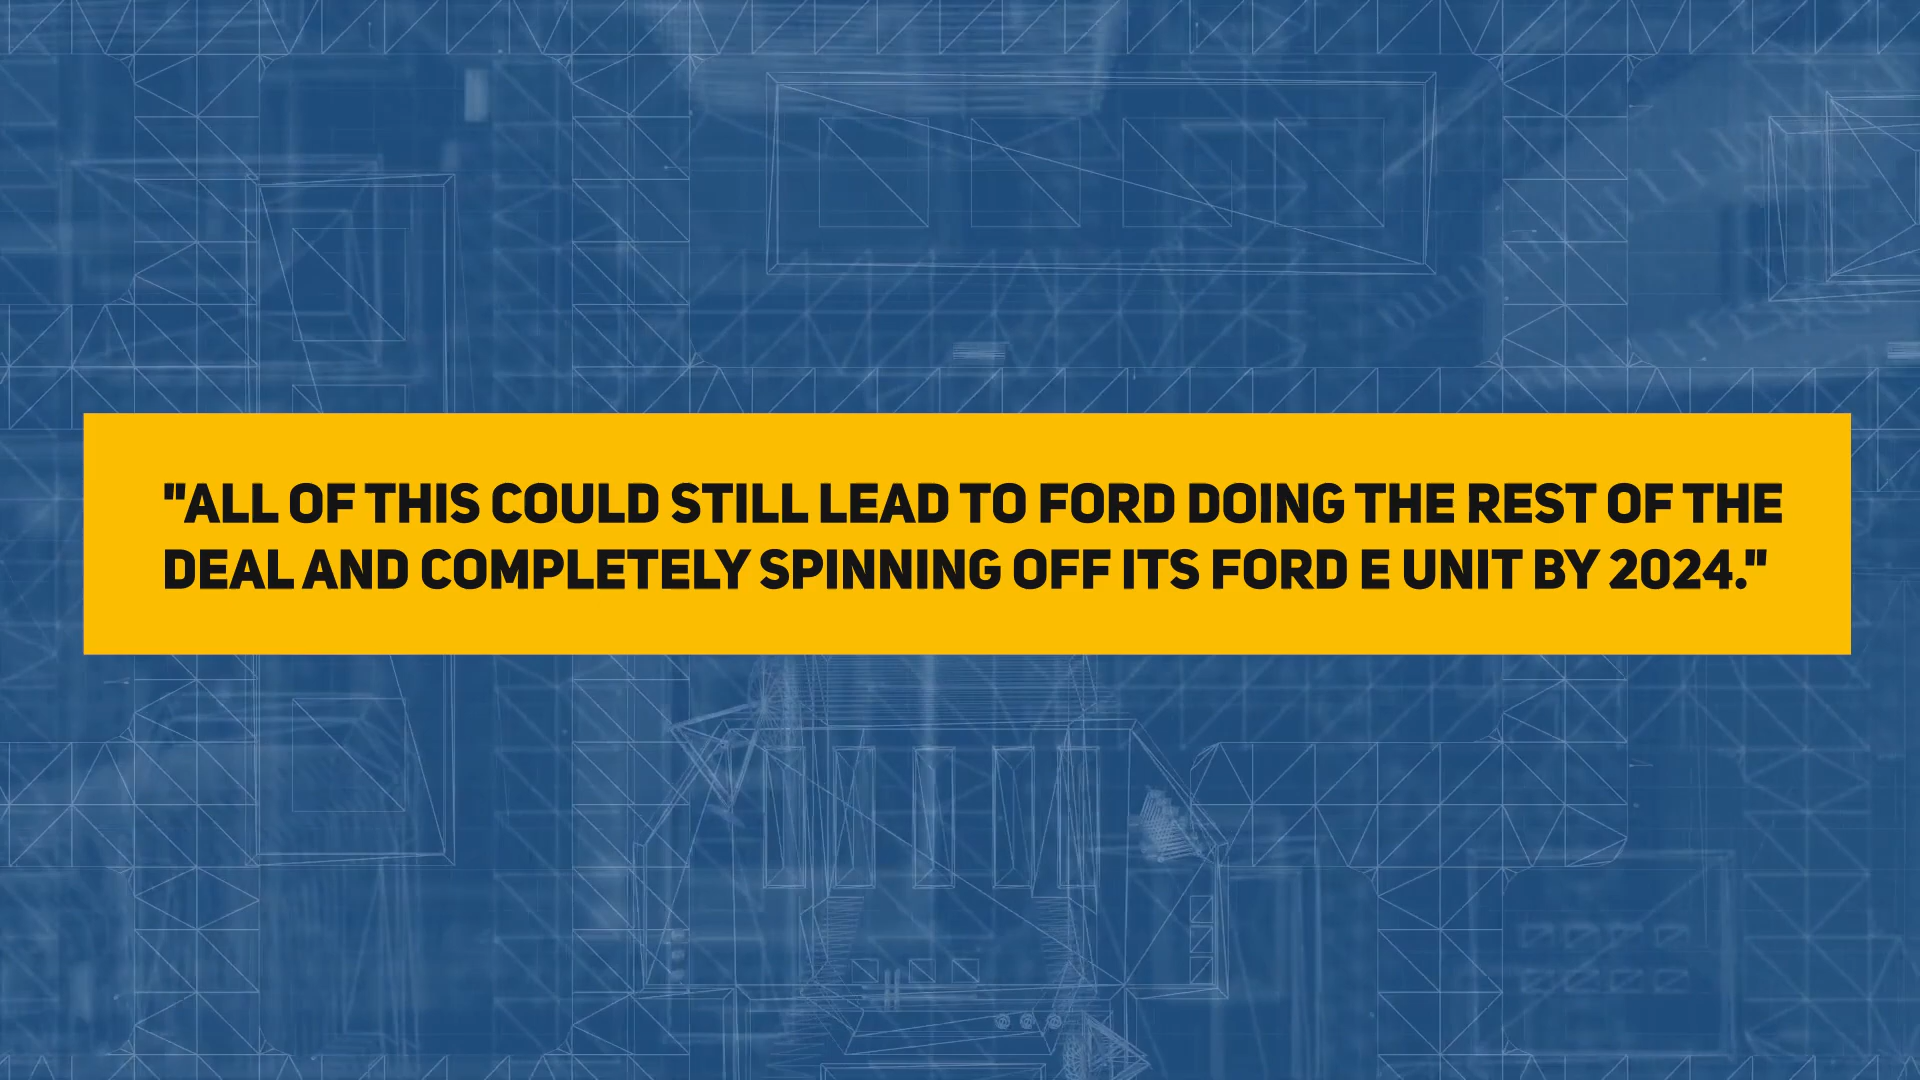 "ALL OF THIS COULD STILL LEAD TO FORD DOING THE REST OF THE
DEAL AND COMPLETELY SPINNING OFF ITS FORD E UNIT BY 2024."